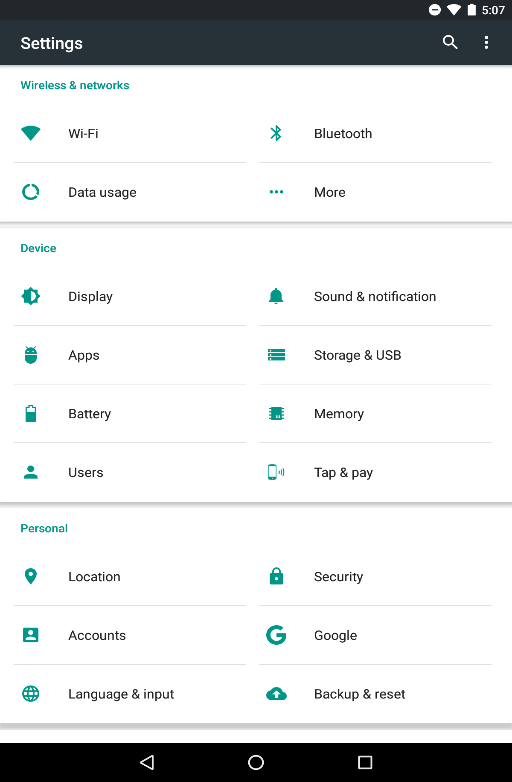 5:07
Settings
Wireless & networks
Wi-Fi
Bluetooth
Data usage
More
Device
Display
Sound & notification
Apps
Storage & USB
Battery
Memory
Users
Tap & pay
Personal
Location
Security
Accounts
Google
Language & input
Backup & reset